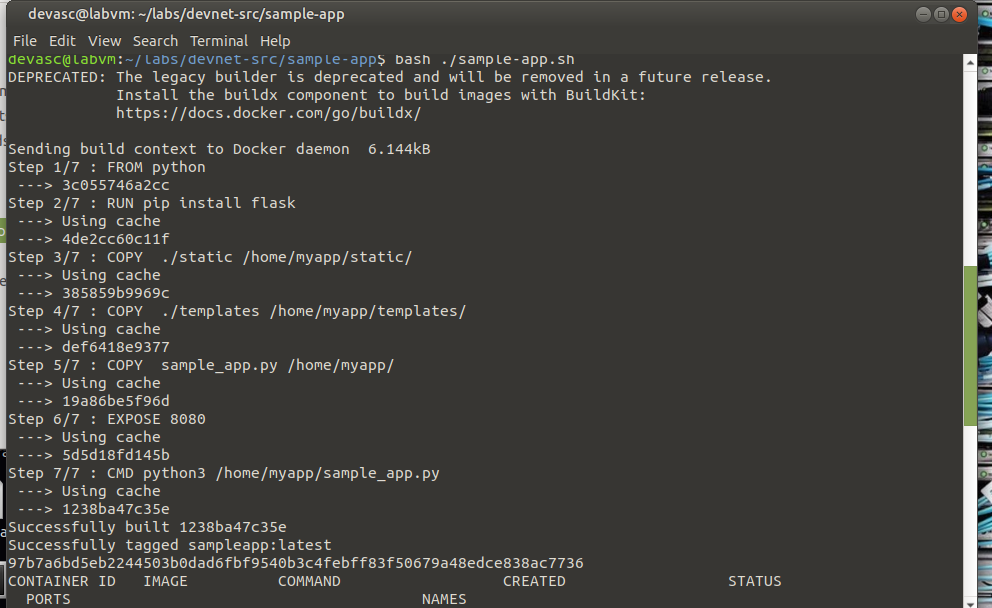 devasc@labvm: ~/labs/devnet-src/sample-app
File Edit View Search Terminal Help
devasc@labvm:~/labs/devnet-src/sample-app$ bash ./sample-app.sh
DEPRECATED: The legacy builder is deprecated and will be removed in a future release.
            Install the buildx component to build images with BuildKit:
            https://docs.docker.com/go/buildx/

Sending build context to Docker daemon  6.144kB
Step 1/7 : FROM python
 ---> 3c055746a2cc
Step 2/7 : RUN pip install flask
 ---> Using cache
 ---> 4de2cc60c11f
Step 3/7 : COPY  ./static /home/myapp/static/
 ---> Using cache
 ---> 385859b9969c
Step 4/7 : COPY  ./templates /home/myapp/templates/
 ---> Using cache
 ---> def6418e9377
Step 5/7 : COPY  sample_app.py /home/myapp/
 ---> Using cache
 ---> 19a86be5f96d
Step 6/7 : EXPOSE 8080
 ---> Using cache
 ---> 5d5d18fd145b
Step 7/7 : CMD python3 /home/myapp/sample_app.py
 ---> Using cache
 ---> 1238ba47c35e
Successfully built 1238ba47c35e
Successfully tagged sampleapp:latest
97b7a6bd5eb2244503b0dad6fbf9540b3c4febff83f50679a48edce838ac7736
CONTAINER ID   IMAGE          COMMAND                  CREATED                  STATUS
  PORTS                                       NAMES